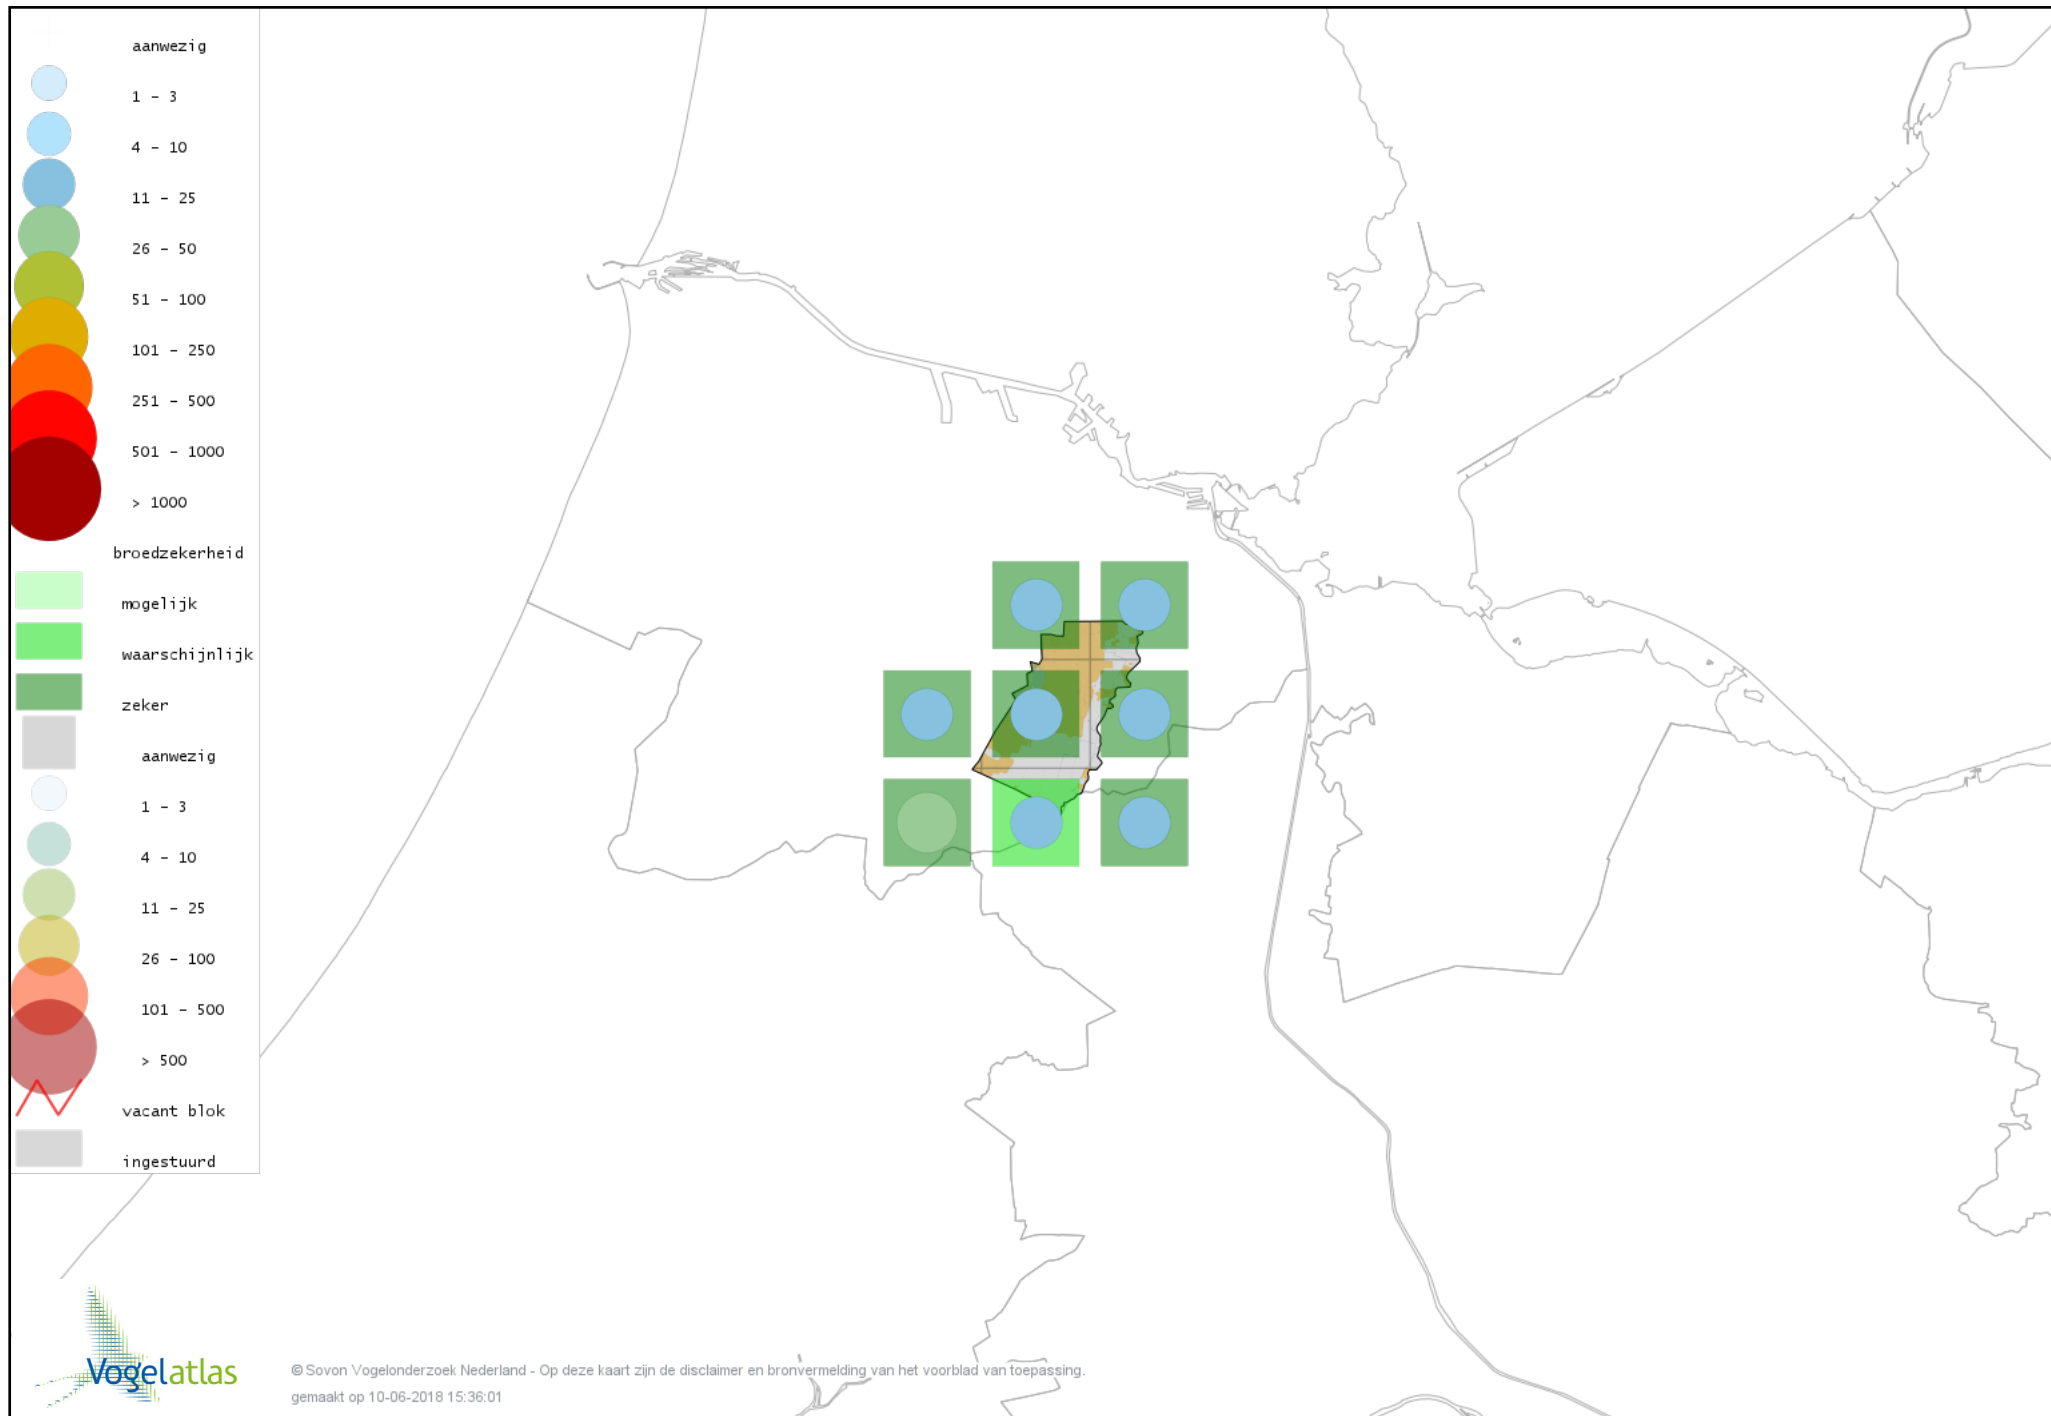 aanwezig
1 - 3
4 - 10
11 - 25
26 - 50
51 - 100
101 - 250
251 - 500
501 - 1000
> 1000
broedzekerheid
mogelijk
waarschijnlijk
zeker
aanwezig
1 - 3
4 - 10
11 - 25
26 - 100
101 - 500
> 500
vacant blok
ingestuurd
Vogelatlas
© Sovon Vogelonderzoek Nederland - Op deze kaart zijn de disclaimer en bronvermelding van het voorblad van toepassing.
gemaakt op 10-06-2018 15:36:01